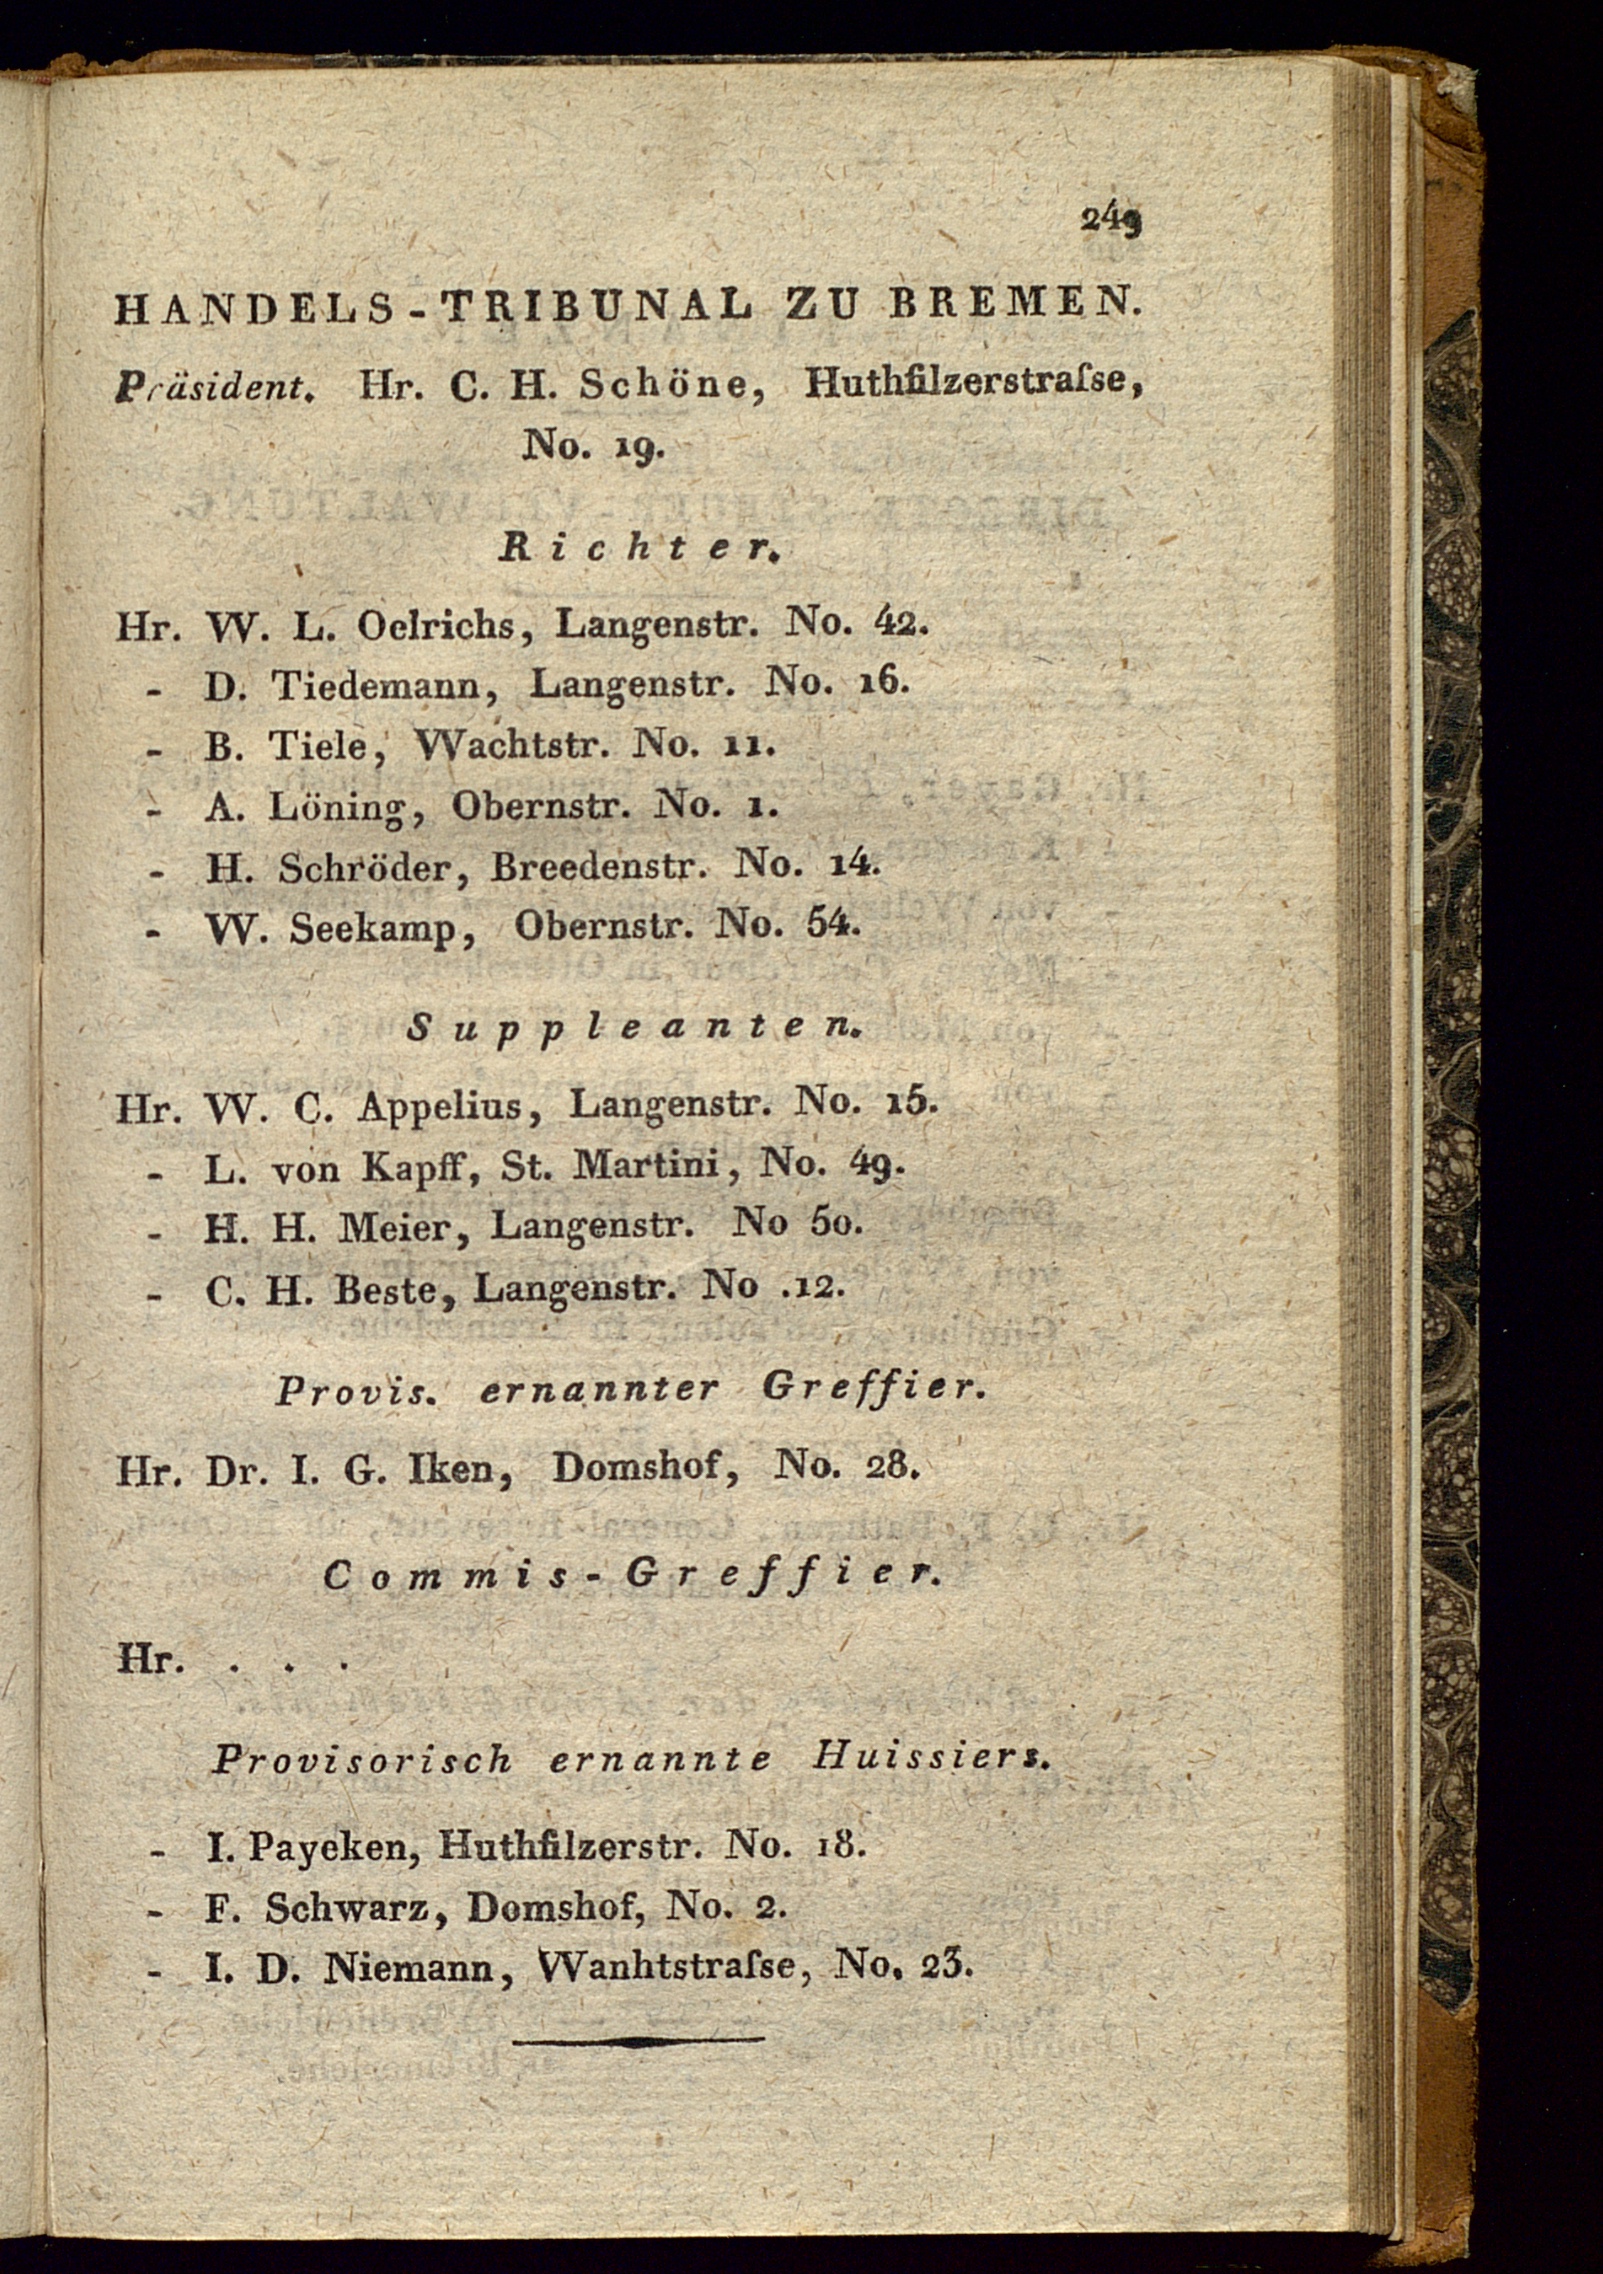 249
HANDELS-TRIBUNAL ZU BREMEN.
Präsident. Hr. C. H. Schöne, Huthfilzerstraſse,
No. 19.
Richter.
Hr. W. L. Oelrichs, Langenstr. No. 42.
- D. Tiedemann, Langenstr. No. 16.
- B. Tiele, Wachtstr. No. 11.
- A. Löning, Obernstr. No. 1.
- H. Schröder, Breedenstr. No. 14.
- W. Seekamp, Obernstr. No. 54.
Suppleanten.
Hr. W. C. Appelius, Langenstr. No. 15.
- L. von Kapff, St. Martini, No. 49.
- H. H. Meier, Langenstr. No 50.
- C. H. Beste, Langenstr. No .12.
Provis. ernannter Greffier.
Hr. Dr. I. G. Iken, Domshof, No. 28.
Commis-Greffier.
Hr. . . .
Provisorisch ernannte Huissiers.
- I. Payeken, Huthfilzerstr. No. 18.
- F. Schwarz, Domshof, No. 2.
- I. D. Niemann, Wanhtstraſse, No. 23.